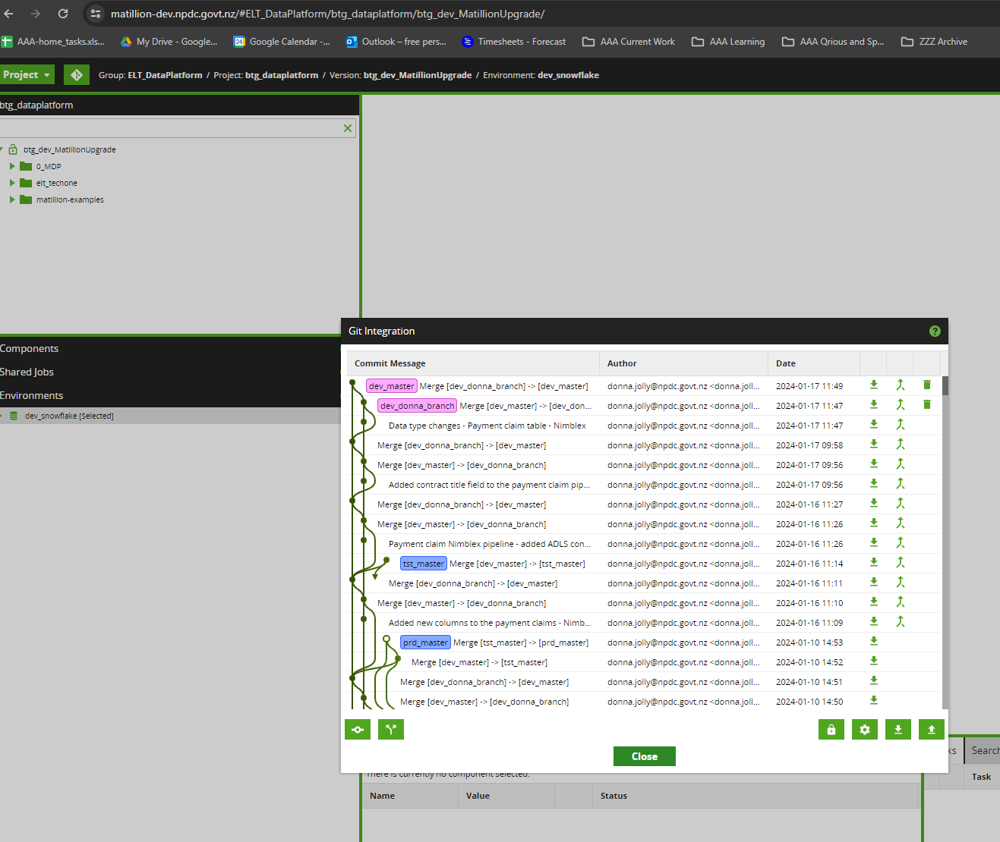 matillion-dev.npdc.govt.nz/#ELT_DataPlatform/btg_dataplatform/btg_dev_MatillionUpgrade/
AAA-home_tasks.xls... My Drive - Google... 24 Google Calendar -... Outlook – free pers... Timesheets - Forecast AAA Current Work AAA Learning AAA Qrious and Sp... ZZZ Archive
Project Group: ELT_DataPlatform / Project: btg_dataplatform / Version: btg_dev_MatillionUpgrade / Environment: dev_snowflake
btg_dataplatform
btg_dev_MatillionUpgrade
0_MDP
elt_techone
matillion-examples
Components
Shared Jobs
Environments
dev_snowflake [Selected]
Git Integration ?
Commit Message Author Date
dev_master Merge [dev_donna_branch] -> [dev_master] donna.jolly@npdc.govt.nz <donna.joll... 2024-01-17 11:49
dev_donna_branch Merge [dev_master] -> [dev_don... donna.jolly@npdc.govt.nz <donna.joll... 2024-01-17 11:47
Data type changes - Payment claim table - Nimblex donna.jolly@npdc.govt.nz <donna.joll... 2024-01-17 11:47
Merge [dev_donna_branch] -> [dev_master] donna.jolly@npdc.govt.nz <donna.joll... 2024-01-17 09:58
Merge [dev_master] -> [dev_donna_branch] donna.jolly@npdc.govt.nz <donna.joll... 2024-01-17 09:56
Added contract title field to the payment claim pip... donna.jolly@npdc.govt.nz <donna.joll... 2024-01-17 09:56
Merge [dev_donna_branch] -> [dev_master] donna.jolly@npdc.govt.nz <donna.joll... 2024-01-16 11:27
Merge [dev_master] -> [dev_donna_branch] donna.jolly@npdc.govt.nz <donna.joll... 2024-01-16 11:26
Payment claim Nimblex pipeline - added ADLS con... donna.jolly@npdc.govt.nz <donna.joll... 2024-01-16 11:26
tst_master Merge [dev_master] -> [tst_master] donna.jolly@npdc.govt.nz <donna.joll... 2024-01-16 11:14
Merge [dev_donna_branch] -> [dev_master] donna.jolly@npdc.govt.nz <donna.joll... 2024-01-16 11:11
Merge [dev_master] -> [dev_donna_branch] donna.jolly@npdc.govt.nz <donna.joll... 2024-01-16 11:10
Added new columns to the payment claims - Nimb... donna.jolly@npdc.govt.nz <donna.joll... 2024-01-16 11:09
prd_master Merge [tst_master] -> [prd_master] donna.jolly@npdc.govt.nz <donna.joll... 2024-01-10 14:53
Merge [dev_master] -> [tst_master] donna.jolly@npdc.govt.nz <donna.joll... 2024-01-10 14:52
Merge [dev_donna_branch] -> [dev_master] donna.jolly@npdc.govt.nz <donna.joll... 2024-01-10 14:51
Merge [dev_master] -> [dev_donna_branch] donna.jolly@npdc.govt.nz <donna.joll... 2024-01-10 14:50
Close
ks Search
There is currently no component selected.
Task
Name Value Status